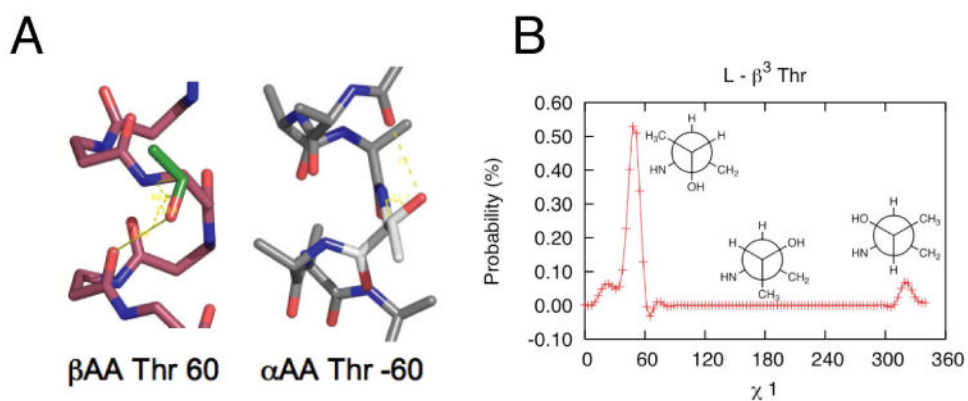 A
βAA Thr 60
αAA Thr -60
B
L - β³ Thr
Probability (%)
0.60
0.50
0.40
0.30
0.20
0.10
0.00
-0.10
0
60
120
180
240
300
360
χ 1
H
H₃C
H
HN
CH₂
OH
H
H
OH
HN
CH₂
CH₃
H
HO
CH₃
HN
CH₂
H